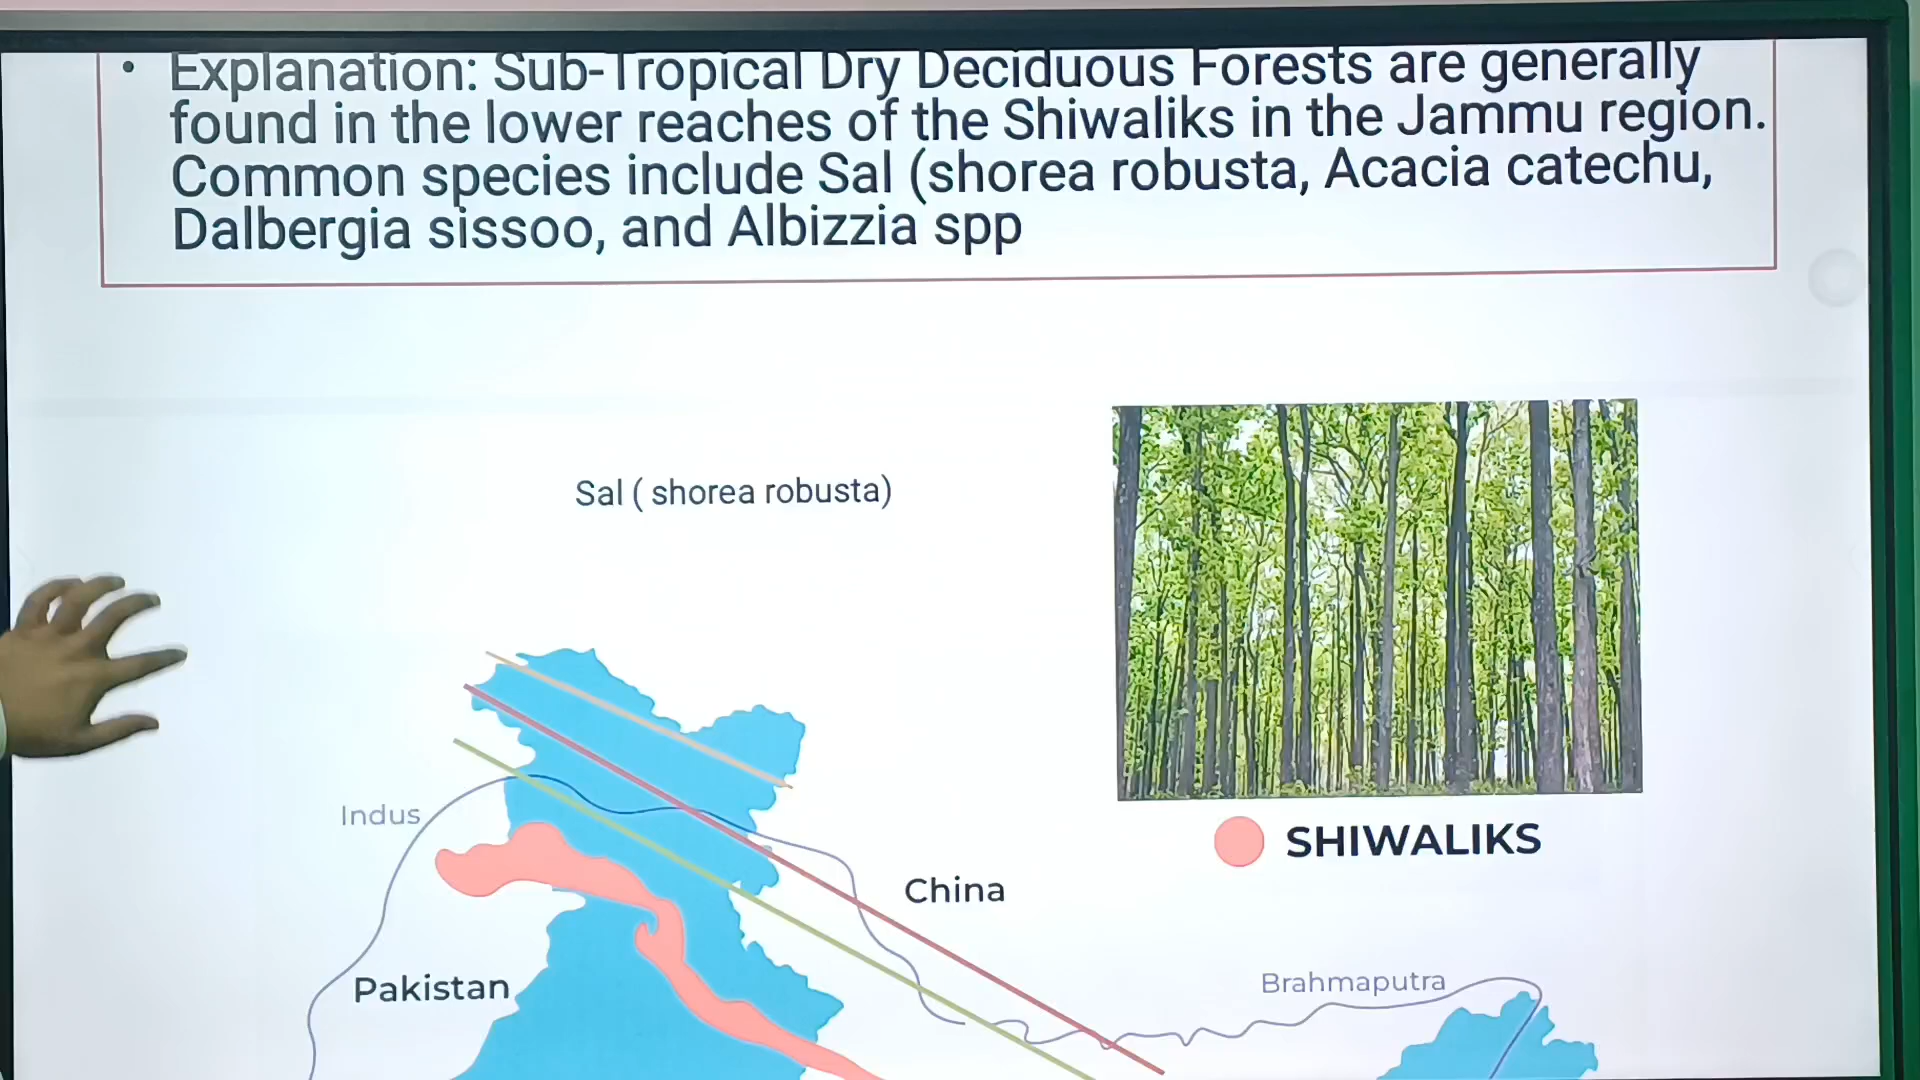 • Explanation: Sub-Tropical Dry Deciduous Forests are generally
found in the lower reaches of the Shiwaliks in the Jammu region.
Common species include Sal (shorea robusta, Acacia catechu,
Dalbergia sissoo, and Albizzia spp
Sal ( shorea robusta)
Indus
SHIWALIKS
China
Pakistan
Brahmaputra